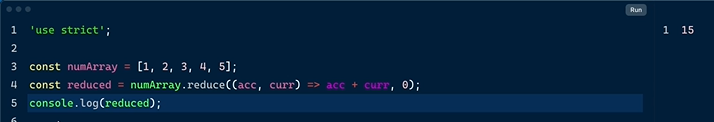 Run
1 'use strict';
2
3 const numArray = [1, 2, 3, 4, 5];
4 const reduced = numArray.reduce((acc, curr) => acc + curr, 0);
5 console.log(reduced);
6
1 15